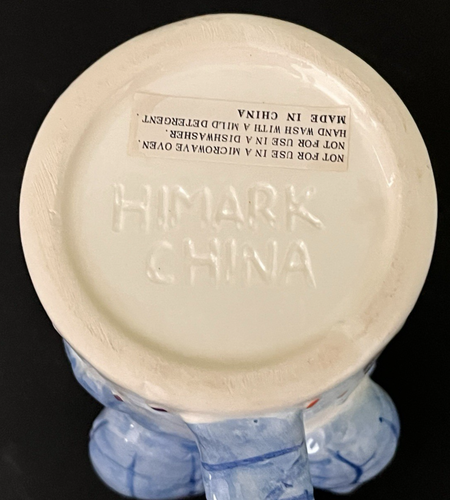 NOT FOR USE IN A MICROWAVE OVEN.
NOT FOR USE IN A DISHWASHER.
HAND WASH WITH A MILD DETERGENT.
MADE IN CHINA
HIMARK
CHINA